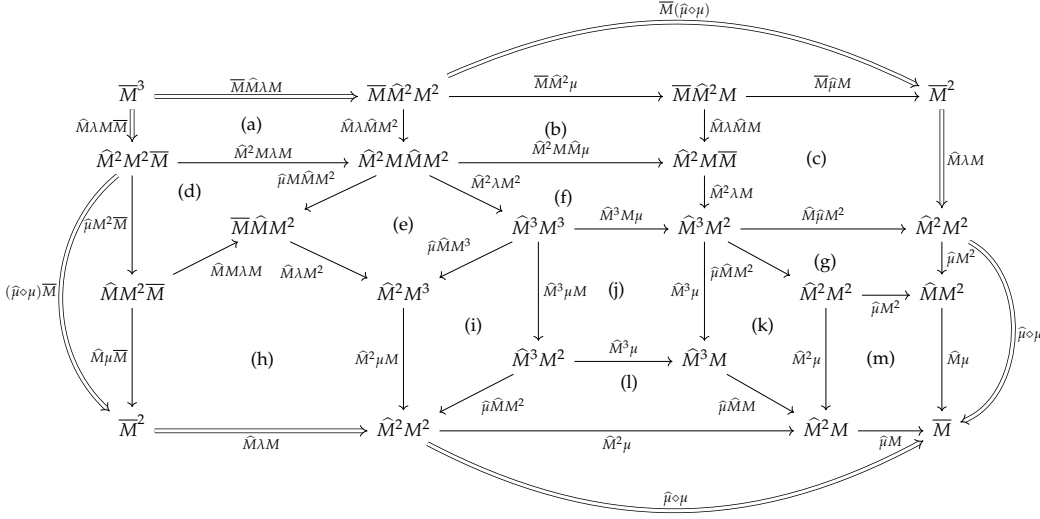 M̅(μ̂⋄μ)
M̅M̂λM M̅M̂²μ M̅μ̂M
M̅³ M̅M̂²M² M̅M̂²M M̅²
(a) (b)
M̂λMM̅ M̂λM̂M² M̂λM̂M
M̂²MλM M̂²MM̂μ (c) M̂λM
M̂²M²M̅ M̂²MM̂M² M̂²MM̅
(d) μ̂MM̂M² M̂²λM² (f) M̂²λM
μ̂M²M̅ M̂³Mμ M̂μ̂M²
M̅M̂M² (e) M̂³M³ M̂³M² M̂²M²
μ̂M̂M³ μ̂M̂M² (g) μ̂M²
M̂MλM M̂λM²
(μ̂⋄μ)M̅ M̂M²M̅ M̂²M³ M̂³μM (j) M̂³μ M̂²M² μ̂M² M̂M²
μ̂⋄μ
(i) (k)
M̂μM̅ (h) M̂²μM M̂³μ M̂²μ (m) M̂μ
M̂³M² M̂³M
(l)
μ̂M̂M² μ̂M̂M
M̅² M̂²M² M̂²M M̅
M̂λM M̂²μ μ̂M
μ̂⋄μ